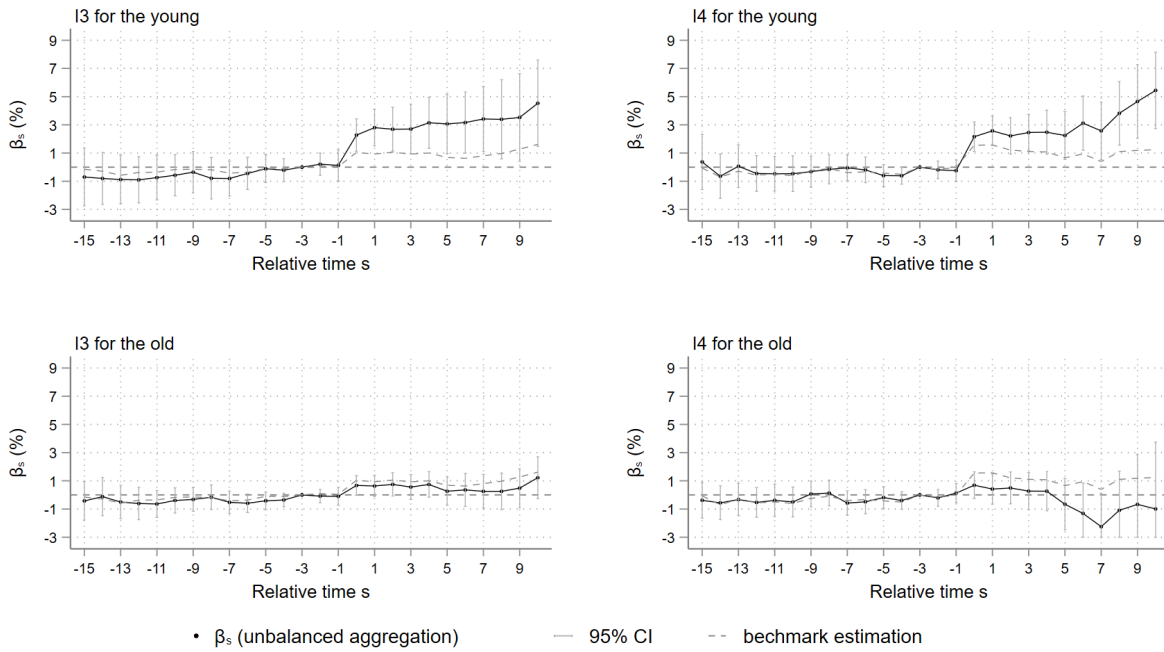 I3 for the young
9
7
5
3
1
-1
-3
βₛ (%)
-15 -13 -11 -9 -7 -5 -3 -1 1 3 5 7 9
Relative time s
I4 for the young
9
7
5
3
1
-1
-3
βₛ (%)
-15 -13 -11 -9 -7 -5 -3 -1 1 3 5 7 9
Relative time s
I3 for the old
9
7
5
3
1
-1
-3
βₛ (%)
-15 -13 -11 -9 -7 -5 -3 -1 1 3 5 7 9
Relative time s
I4 for the old
9
7
5
3
1
-1
-3
βₛ (%)
-15 -13 -11 -9 -7 -5 -3 -1 1 3 5 7 9
Relative time s
βₛ (unbalanced aggregation) 95% CI bechmark estimation